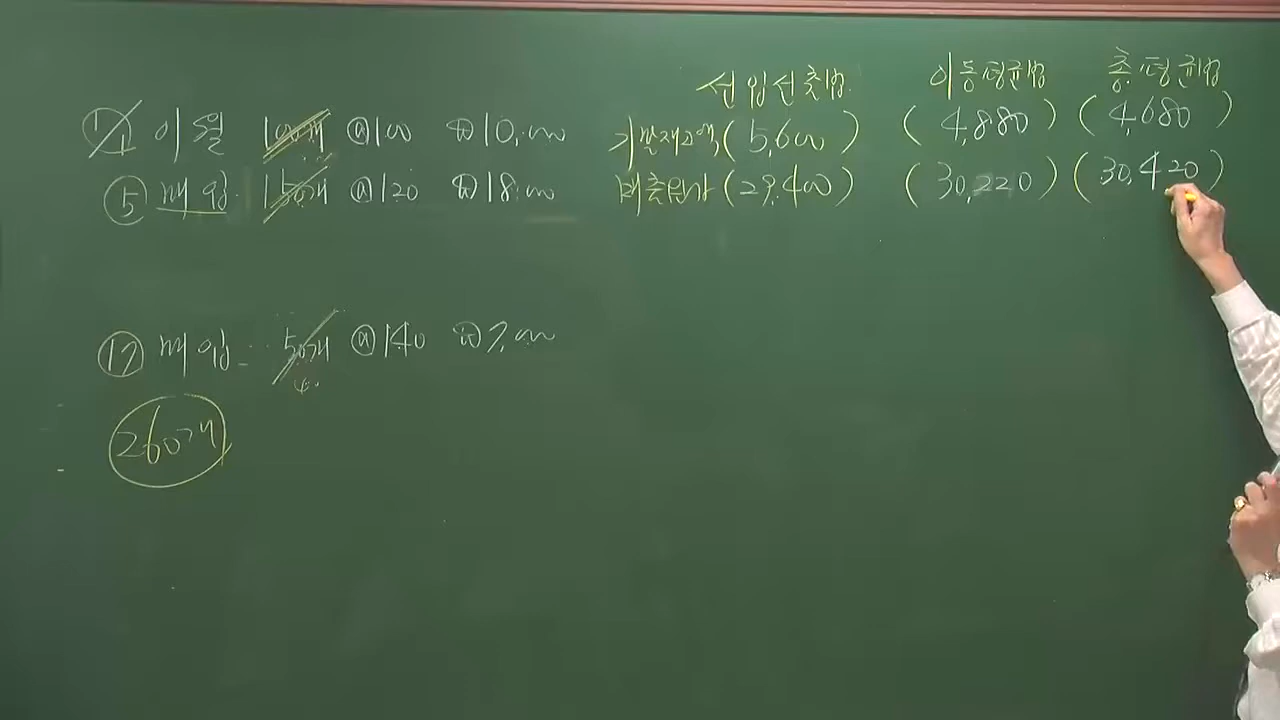 선입선출법 이동평균법 총평균법
1/1 이월 100개 @100 ₩10,000 기말재고액 (5,600) (4,880) (4,680)
⑤ 매입 150개 @120 ₩18,000 매출원가 (29,400) (30,220) (30,420)
⑰ 매입 50개 @140 ₩7,000
40
260개